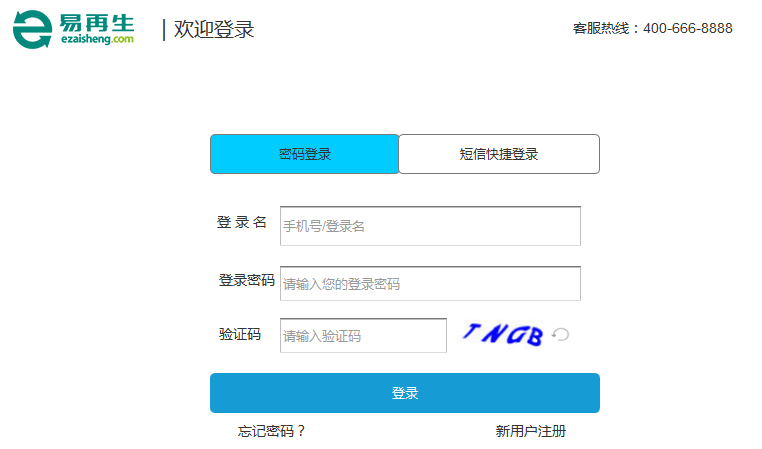 易再生
ezaisheng.com
| 欢迎登录
客服热线：400-666-8888
密码登录
短信快捷登录
登 录 名
手机号/登录名
登录密码
请输入您的登录密码
验证码
请输入验证码
TNGB
登录
忘记密码？
新用户注册